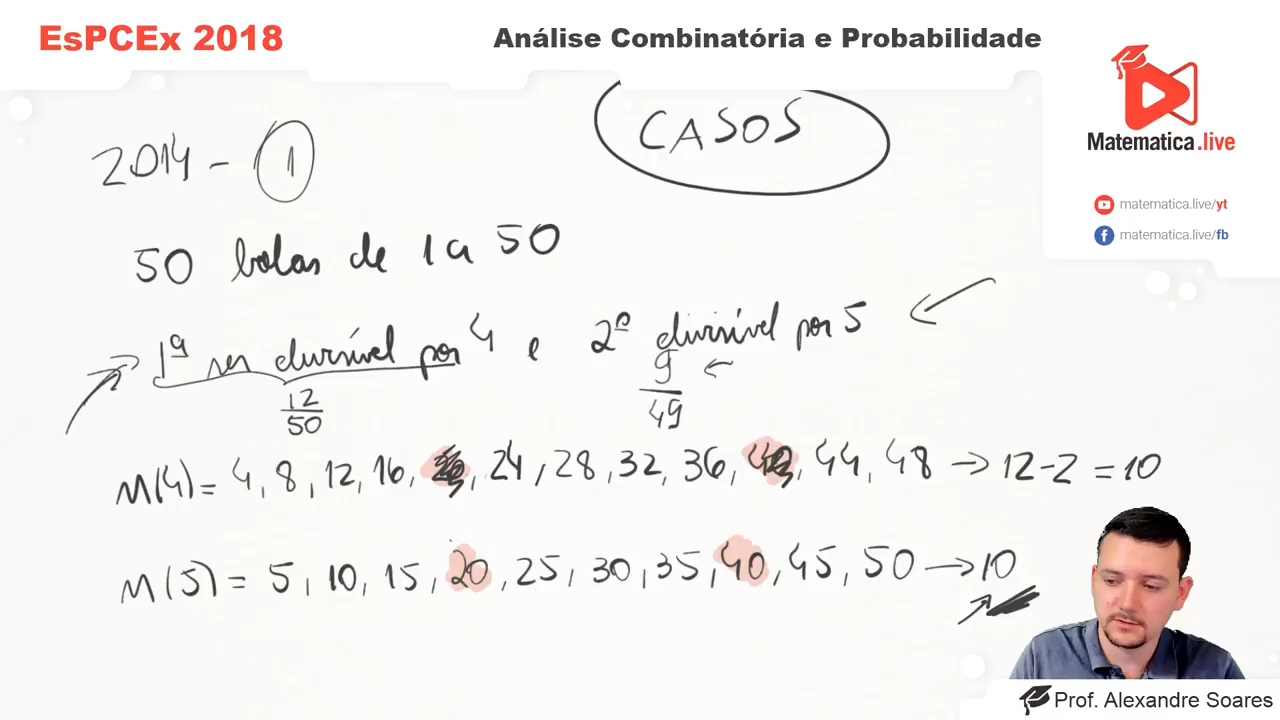 EsPCEx 2018
Análise Combinatória e Probabilidade
Matematica.live
matematica.live/yt
matematica.live/fb
CASOS
2014 - 1
50 bolas de 1 a 50
1ª ser divisível por 4 e 2ª divisível por 5
12/50
9/49
M(4) = 4, 8, 12, 16, 24, 28, 32, 36, 40, 44, 48 → 12-2 = 10
M(5) = 5, 10, 15, 20, 25, 30, 35, 40, 45, 50 → 10
Prof. Alexandre Soares